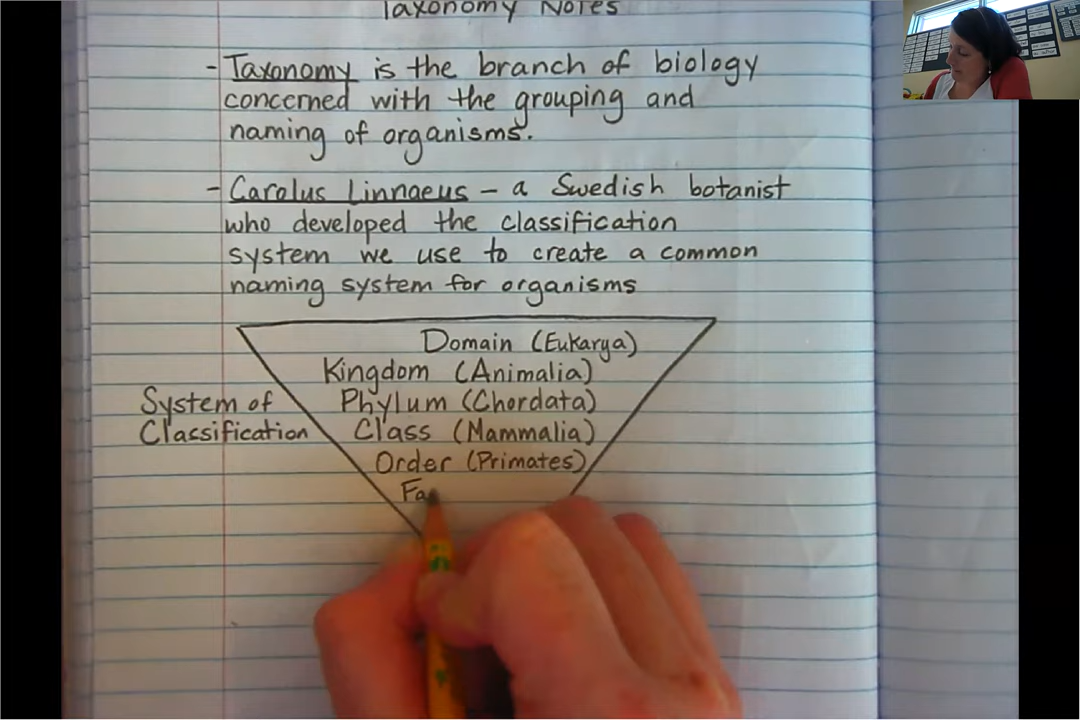 Taxonomy Notes
- Taxonomy is the branch of biology
concerned with the grouping and
naming of organisms.
- Carolus Linnaeus – a Swedish botanist
who developed the classification
system we use to create a common
naming system for organisms
Domain (Eukarya)
Kingdom (Animalia)
System of Phylum (Chordata)
Classification Class (Mammalia)
Order (Primates)
Fa